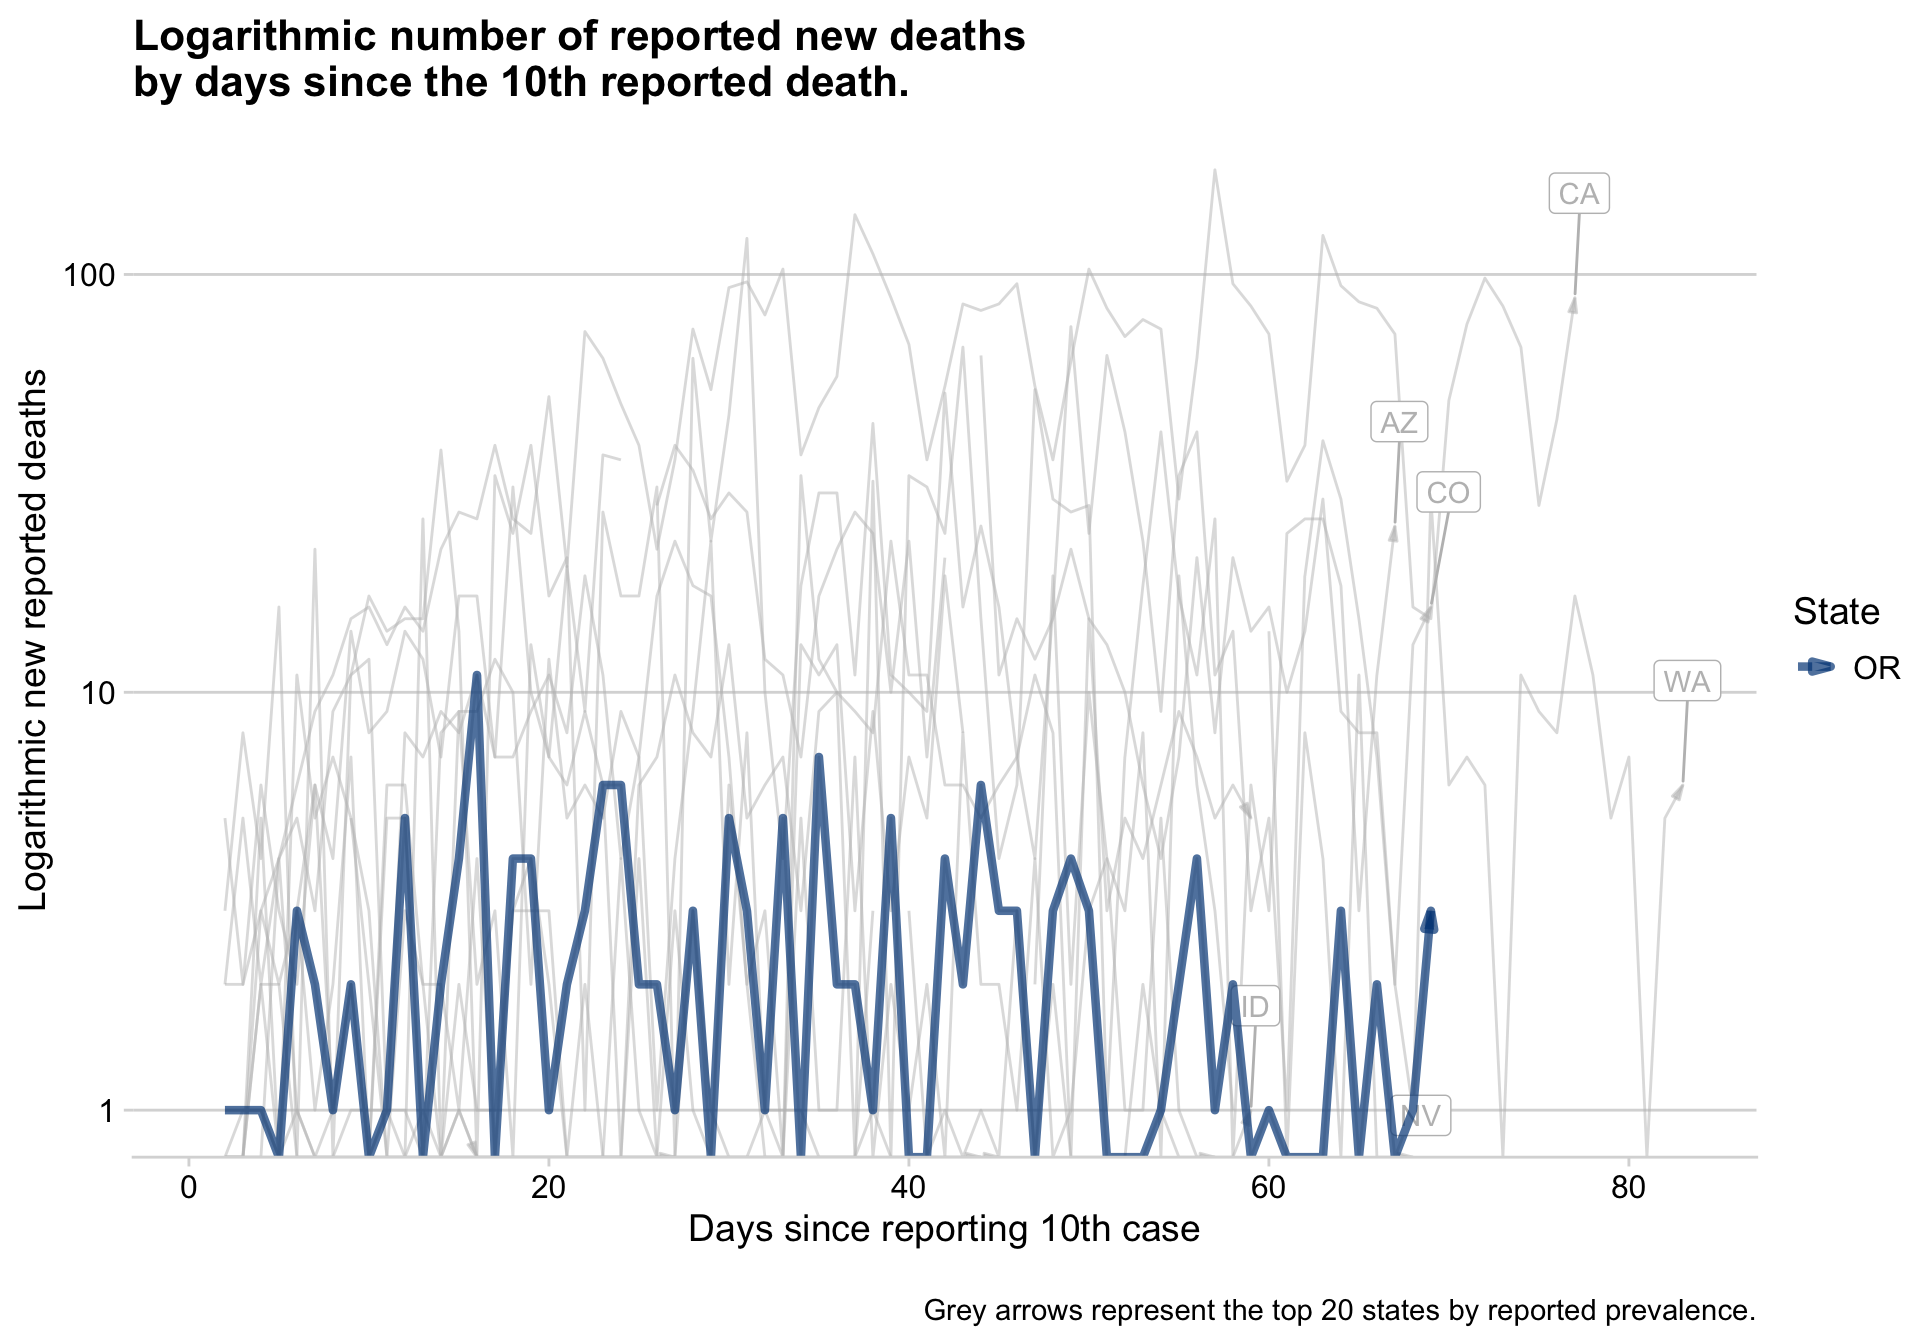 Logarithmic number of reported new deaths
by days since the 10th reported death.
Logarithmic new reported deaths
100
10
1
CA
AZ
CO
WA
ID
NV
State
OR
0 20 40 60 80
Days since reporting 10th case
Grey arrows represent the top 20 states by reported prevalence.